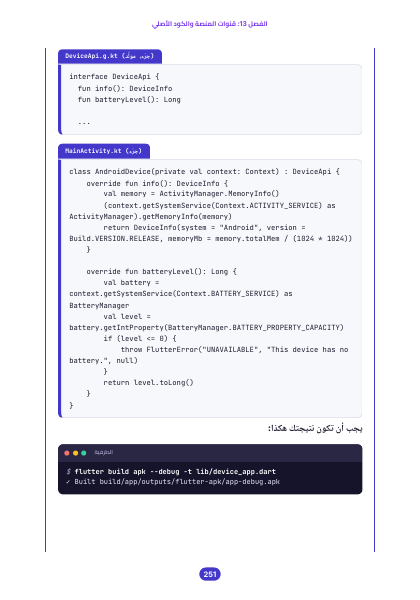 الفصل 13: قنوات المنصة والكود الأصلي
DeviceApi.g.kt (جزء مولّد)
interface DeviceApi {
  fun info(): DeviceInfo
  fun batteryLevel(): Long

  ...
MainActivity.kt (جزء)
class AndroidDevice(private val context: Context) : DeviceApi {
    override fun info(): DeviceInfo {
        val memory = ActivityManager.MemoryInfo()
        (context.getSystemService(Context.ACTIVITY_SERVICE) as
ActivityManager).getMemoryInfo(memory)
        return DeviceInfo(system = "Android", version =
Build.VERSION.RELEASE, memoryMb = memory.totalMem / (1024 * 1024))
    }

    override fun batteryLevel(): Long {
        val battery =
context.getSystemService(Context.BATTERY_SERVICE) as
BatteryManager
        val level =
battery.getIntProperty(BatteryManager.BATTERY_PROPERTY_CAPACITY)
        if (level <= 0) {
            throw FlutterError("UNAVAILABLE", "This device has no
battery.", null)
        }
        return level.toLong()
    }
}
يجب أن تكون نتيجتك هكذا:
الطرفية
$ flutter build apk --debug -t lib/device_app.dart
✓ Built build/app/outputs/flutter-apk/app-debug.apk
251